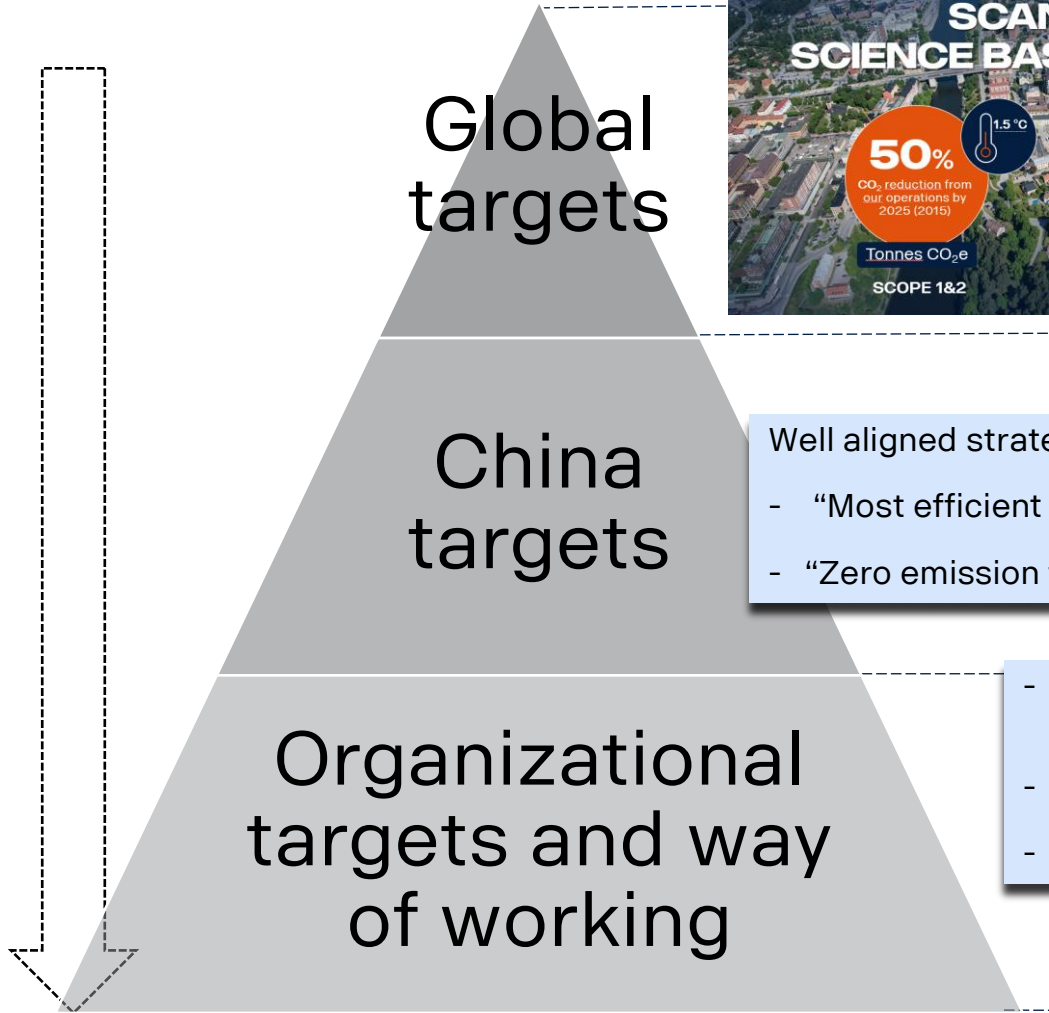 SCAN
SCIENCE BAS
1.5 °C
50%
CO₂ reduction from
our operations by
2025 (2015)
Tonnes CO₂e
SCOPE 1&2
Global
targets
China
targets
Well aligned strate
- “Most efficient
- “Zero emission
Organizational
targets and way
of working
-
-
-